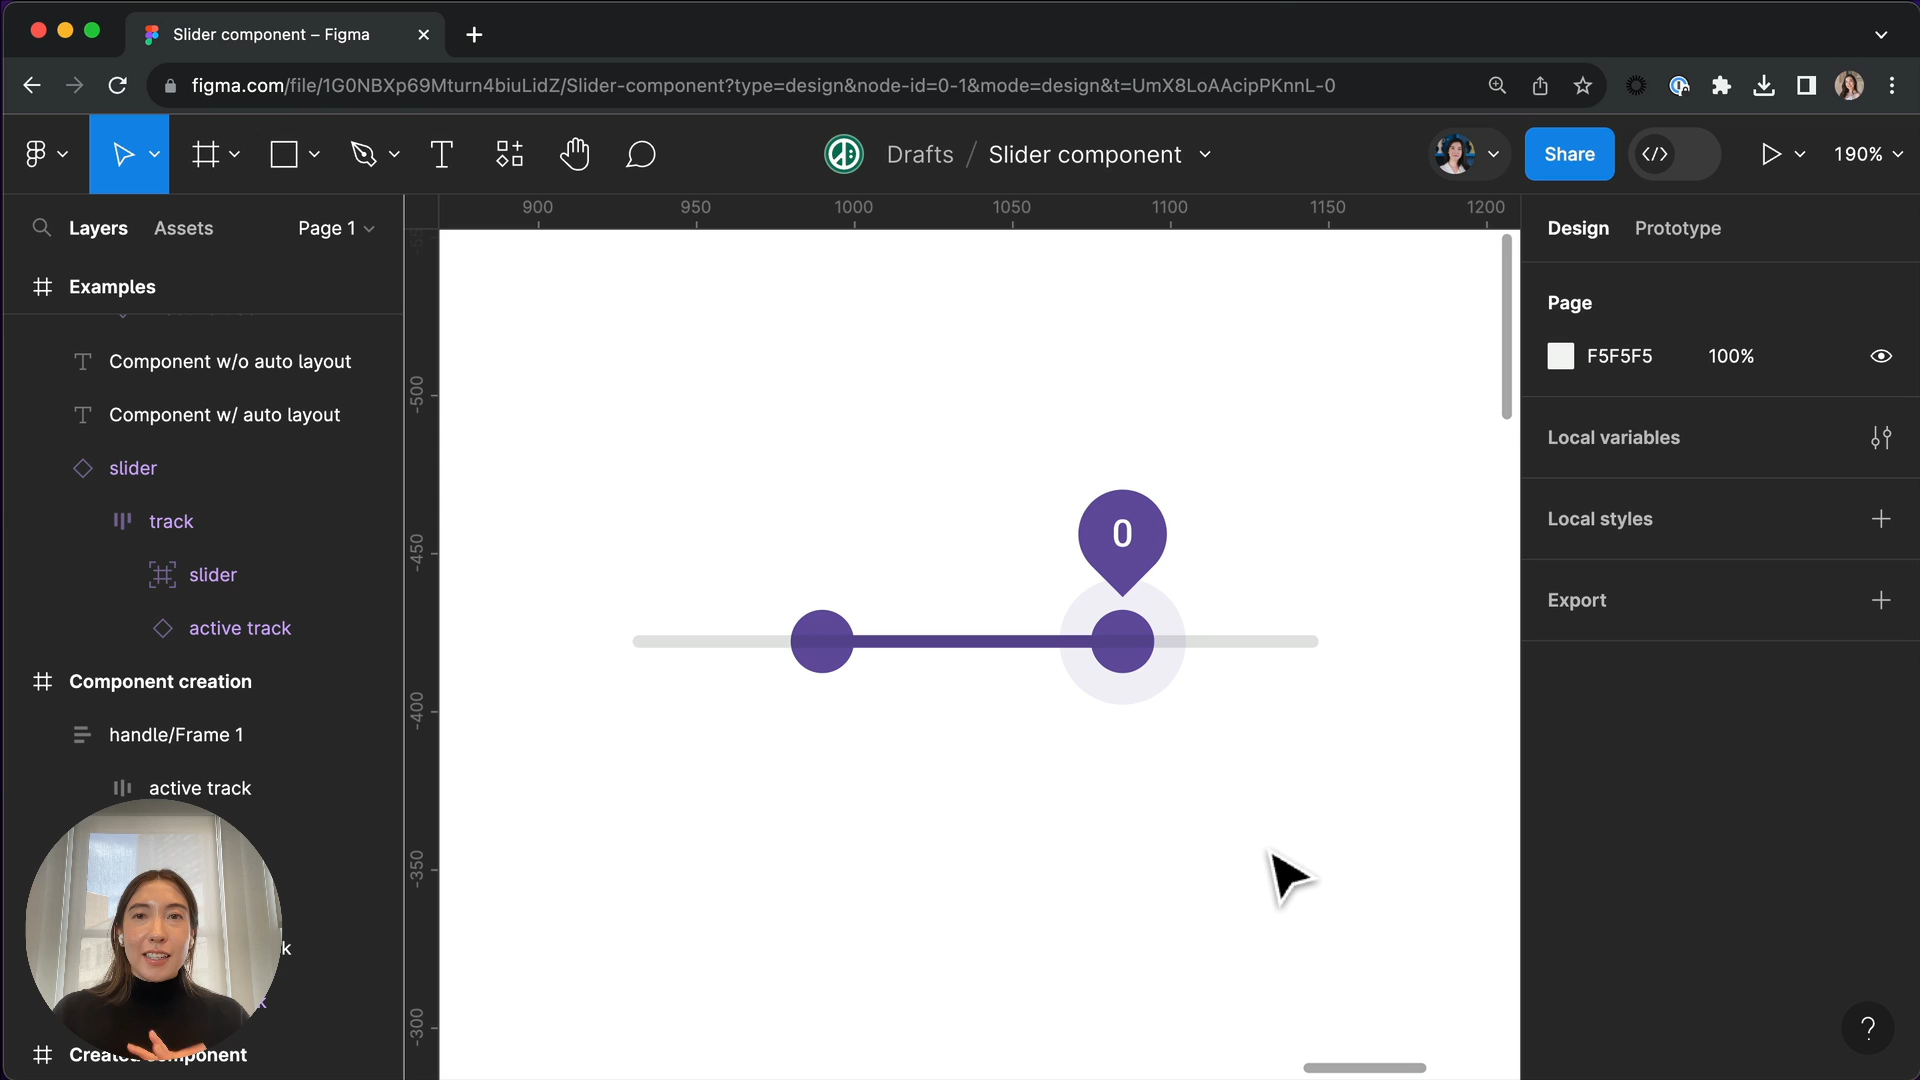 Slider component – Figma
figma.com/file/1G0NBXp69Mturn4biuLidZ/Slider-component?type=design&node-id=0-1&mode=design&t=UmX8LoAAcipPKnnL-0
Drafts / Slider component
Share
190%
Layers
Assets
Page 1
900
950
1000
1050
1100
1150
1200
Design
Prototype
Examples
Component w/o auto layout
Component w/ auto layout
slider
track
slider
active track
Component creation
handle/Frame 1
active track
k
k
-500
-450
-400
-350
-300
0
Page
F5F5F5
100%
Local variables
Local styles
Export
?